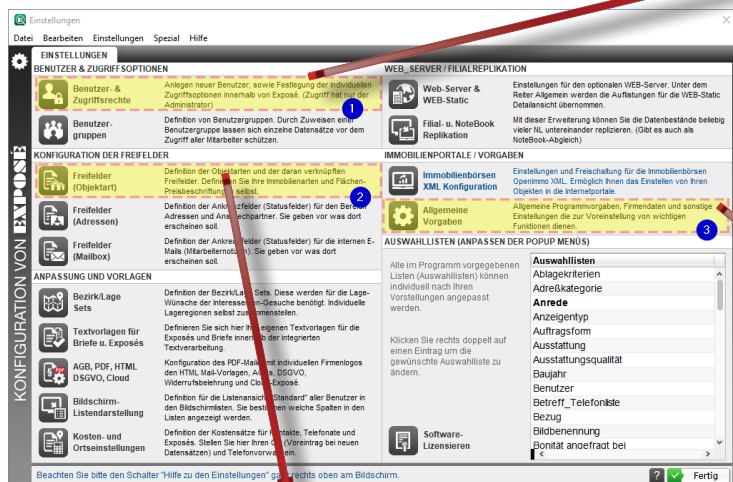 Einstellungen
Datei Bearbeiten Einstellungen Spezial Hilfe
EINSTELLUNGEN
BENUTZER & ZUGRIFFSOPTIONEN
Benutzer- & Zugriffsrechte
Anlegen neuer Benutzer, sowie Festlegung der individuellen
Zugriffsoptionen innerhalb von Exposé. (Zugriff hat nur der
Administrator)
1
Benutzer-
gruppen
Definition von Benutzergruppen. Durch Zuweisen einer
Benutzergruppe lassen sich einzelne Datensätze vor dem
Zugriff aller Mitarbeiter schützen.
KONFIGURATION DER FREIFELDER
Freifelder
(Objektart)
Definition der Objektarten und der daran verknüpften
Freifelder. Definieren Sie Ihre Immobilienarten und Flächen-
Preisbeschriftung selbst.
2
Freifelder
(Adressen)
Definition der Ankreuzfelder (Statusfelder) für den Bereich
Adressen und Ansprechpartner. Sie geben vor was dort
erscheinen soll.
Freifelder
(Mailbox)
Definition der Ankreuzfelder (Statusfelder) für die internen E-
Mails (Mitarbeiternotizen). Sie geben vor was dort
erscheinen soll.
ANPASSUNG UND VORLAGEN
Bezirk/Lage
Sets
Definition der Bezirk/Lage Sets. Diese werden für die Lage-
Wünsche der Interessenten-Gesuche benötigt. Individuelle
Lageregionen selbst zusammenstellen.
Textvorlagen für
Briefe u. Exposés
Definieren Sie sich hier Ihre eigenen Textvorlagen für die
Exposés und Briefe innerhalb der integrierten
Textverarbeitung.
AGB, PDF, HTML
DSGVO, Cloud
Konfiguration des PDF-Mailers mit individuellen Firmenlogos
den HTML Mail-Vorlagen, AGBs, DSGVO,
Widerrufsbelehrung und Cloud-Exposé.
Bildschirm-
Listendarstellung
Definition für die Listenansicht "Standard" aller Benutzer in
den Bildschirmlisten. Sie bestimmen welche Spalten in den
Listen angezeigt werden.
Kosten- und
Ortseinstellungen
Definition der Kostensätze für Kontakte, Telefonate und
Exposés. Stellen Sie hier Ihren (Voreintrag bei neuen
Datensätzen) und Telefonvorwahl ein.
WEB_SERVER / FILIALREPLIKATION
Web-Server &
WEB-Static
Einstellungen für den optionalen WEB-Server. Unter dem
Reiter Allgemein werden die Auflistungen für die WEB-Static
Detailansicht übernommen.
Filial- u. NoteBook
Replikation
Mit dieser Erweiterung können Sie die Datenbestände beliebig
vieler NL untereinander replizieren. (Gibt es auch als
NoteBook-Abgleich)
IMMOBILIENPORTALE / VORGABEN
Immobilienbörsen
XML Konfiguration
Einstellungen und Freischaltung für die Immobilienbörsen
OpenImmo XML. Ermöglich Ihnen das Einstellen von Ihren
Objekten in die Internetportale.
Allgemeine
Vorgaben
Allgemeine Programmvorgaben, Firmendaten und sonstige
Einstellungen die zur Voreinstellung von wichtigen
Funktionen dienen.
3
AUSWAHLLISTEN (ANPASSEN DER POPUP MENÜS)
Alle im Programm vorgegebenen
Listen (Auswahllisten) können
individuell nach Ihren
Vorstellungen angepasst
werden.
Klicken Sie rechts doppelt auf
einen Eintrag um die
gewünschte Auswahlliste zu
ändern.
Software-
Lizensieren
Auswahllisten
Ablagekriterien
Adreßkategorie
Anrede
Anzeigentyp
Auftragsform
Ausstattung
Ausstattungsqualität
Baujahr
Benutzer
Betreff_Telefonliste
Bezug
Bildbenennung
Bonität angefragt bei
KONFIGURATION VON EXPOSÉ
Beachten Sie bitte den Schalter "Hilfe zu den Einstellungen" ganz rechts oben am Bildschirm.
? Fertig